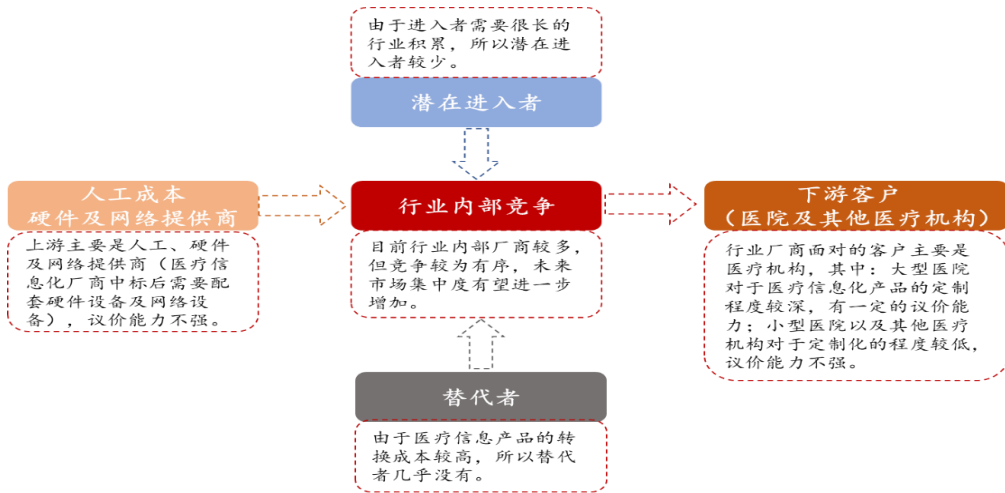 由于进入者需要很长的
行业积累，所以潜在进
入者较少。
潜在进入者
人工成本
硬件及网络提供商
上游主要是人工、硬件
及网络提供商（医疗信
息化厂商中标后需要配
套硬件设备及网络设
备），议价能力不强。
行业内部竞争
目前行业内部厂商较多，
但竞争较为有序，未来
市场集中度有望进一步
增加。
下游客户
（医院及其他医疗机构）
行业厂商面对的客户主要是
医疗机构，其中：大型医院
对于医疗信息化产品的定制
程度较深，有一定的议价能
力；小型医院以及其他医疗
机构对于定制化的程度较低，
议价能力不强。
替代者
由于医疗信息产品的转
换成本较高，所以替代
者几乎没有。